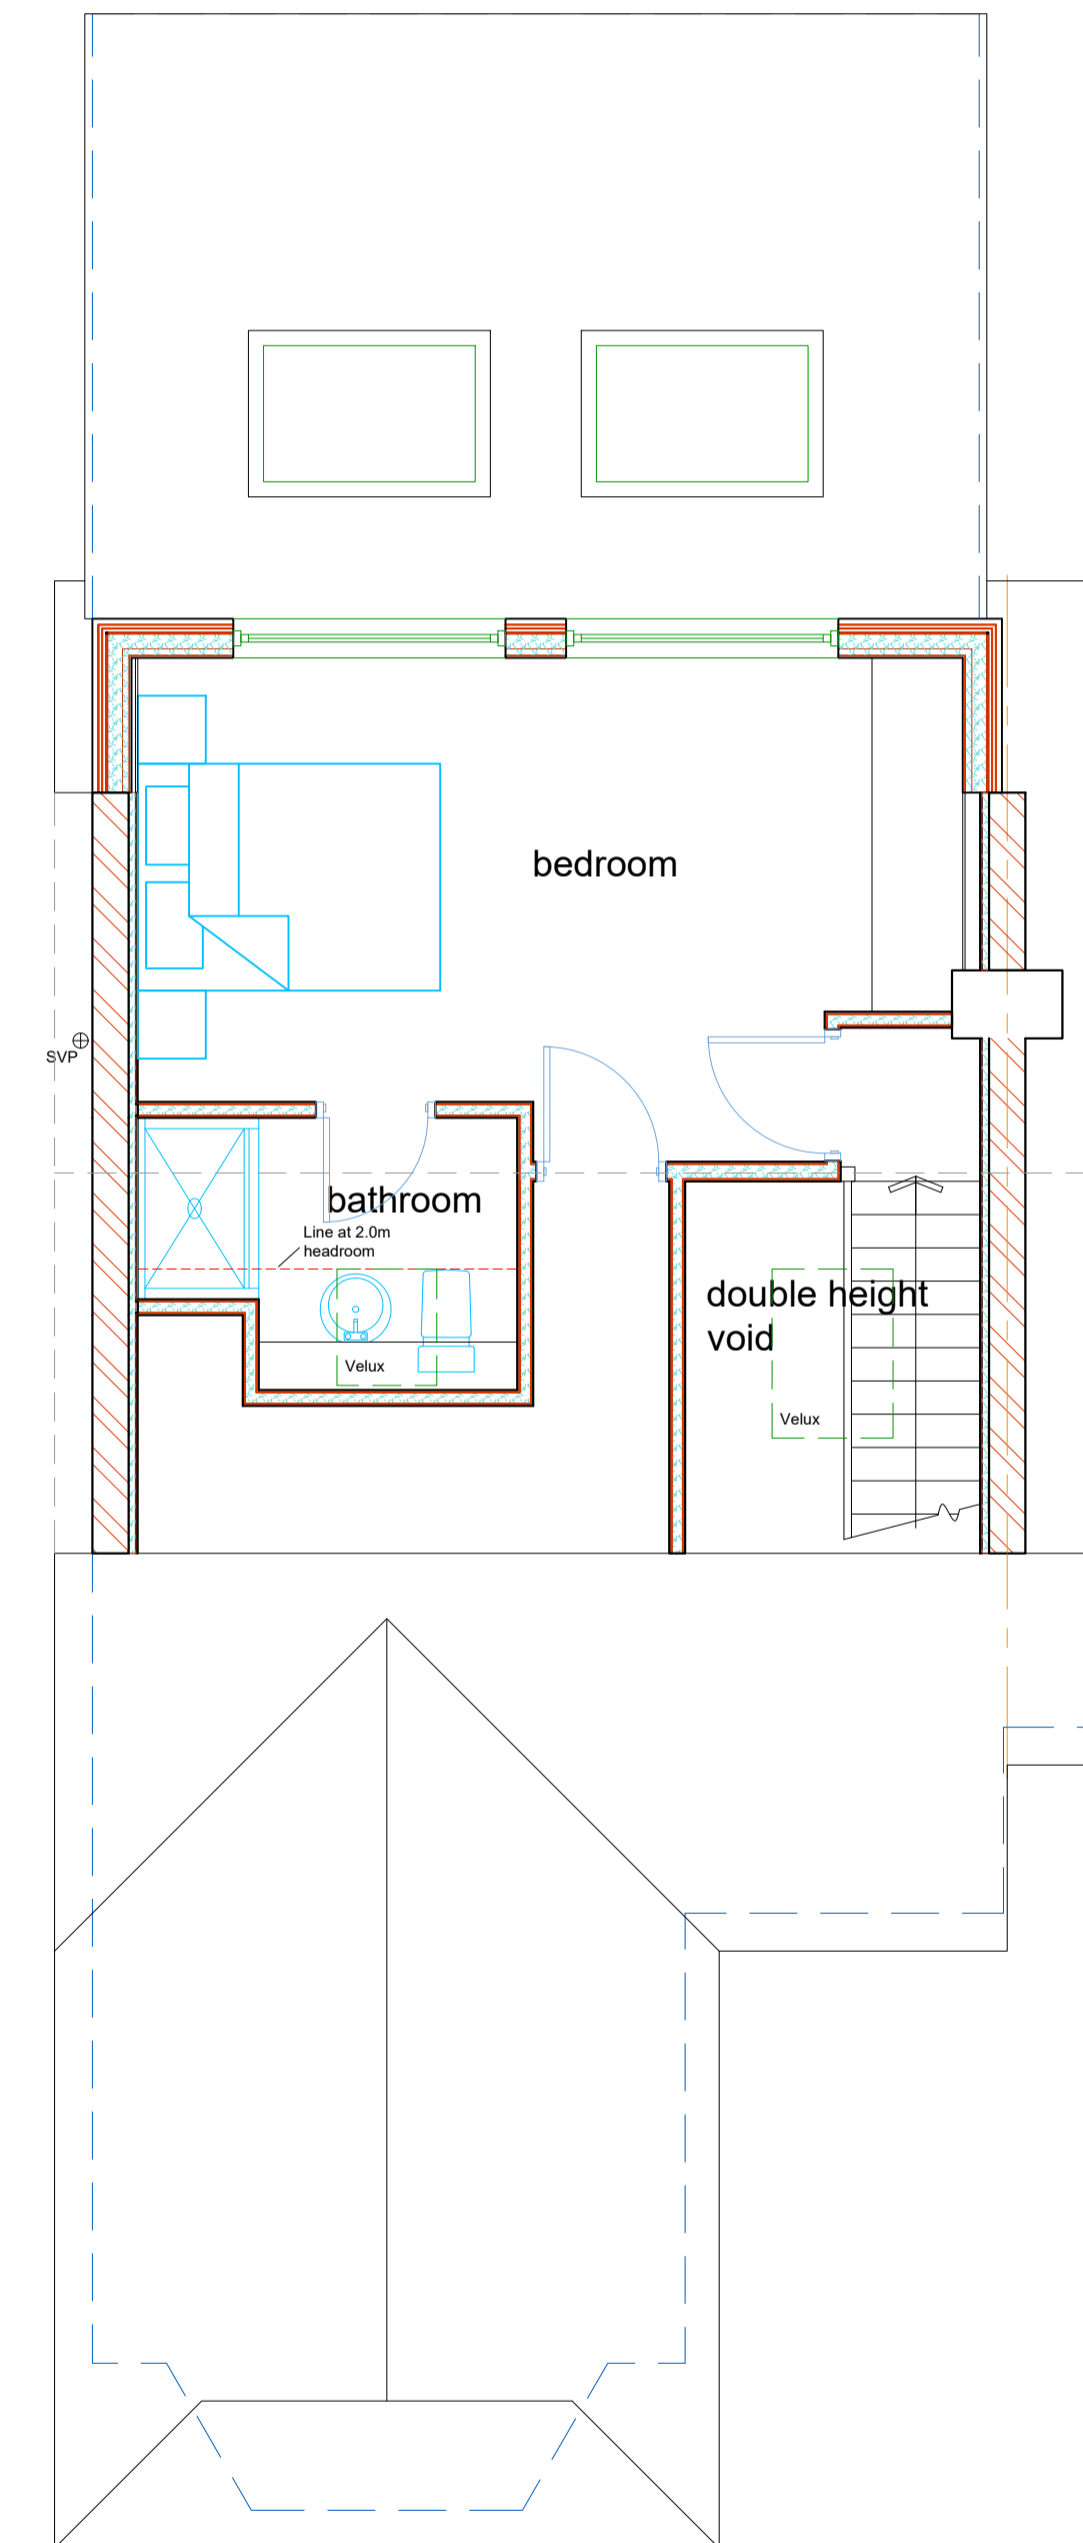 bedroom
SVP
bathroom
Line at 2.0m
headroom
double height
void
Velux
Velux